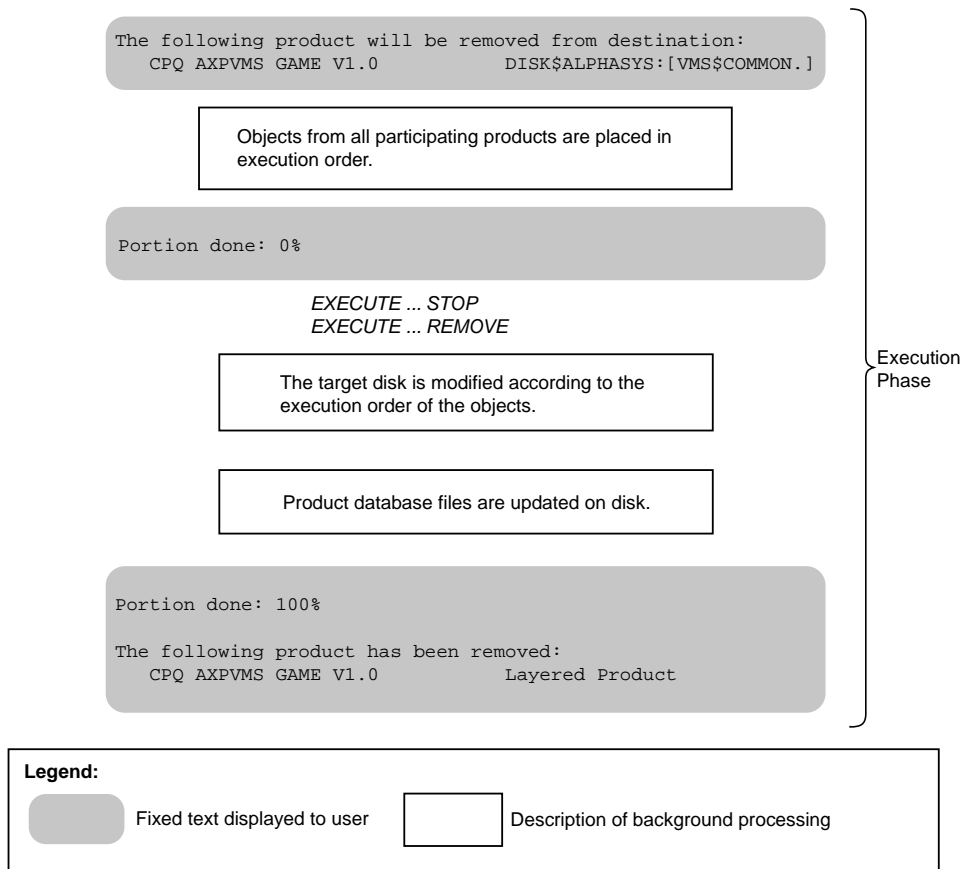 The following product will be removed from destination:
CPQ AXPVMS GAME V1.0 DISK$ALPHASYS:[VMS$COMMON.]
Objects from all participating products are placed in
execution order.
Portion done: 0%
EXECUTE ... STOP
EXECUTE ... REMOVE
Execution
Phase
The target disk is modified according to the
execution order of the objects.
Product database files are updated on disk.
Portion done: 100%
The following product has been removed:
CPQ AXPVMS GAME V1.0 Layered Product
Legend:
Fixed text displayed to user
Description of background processing